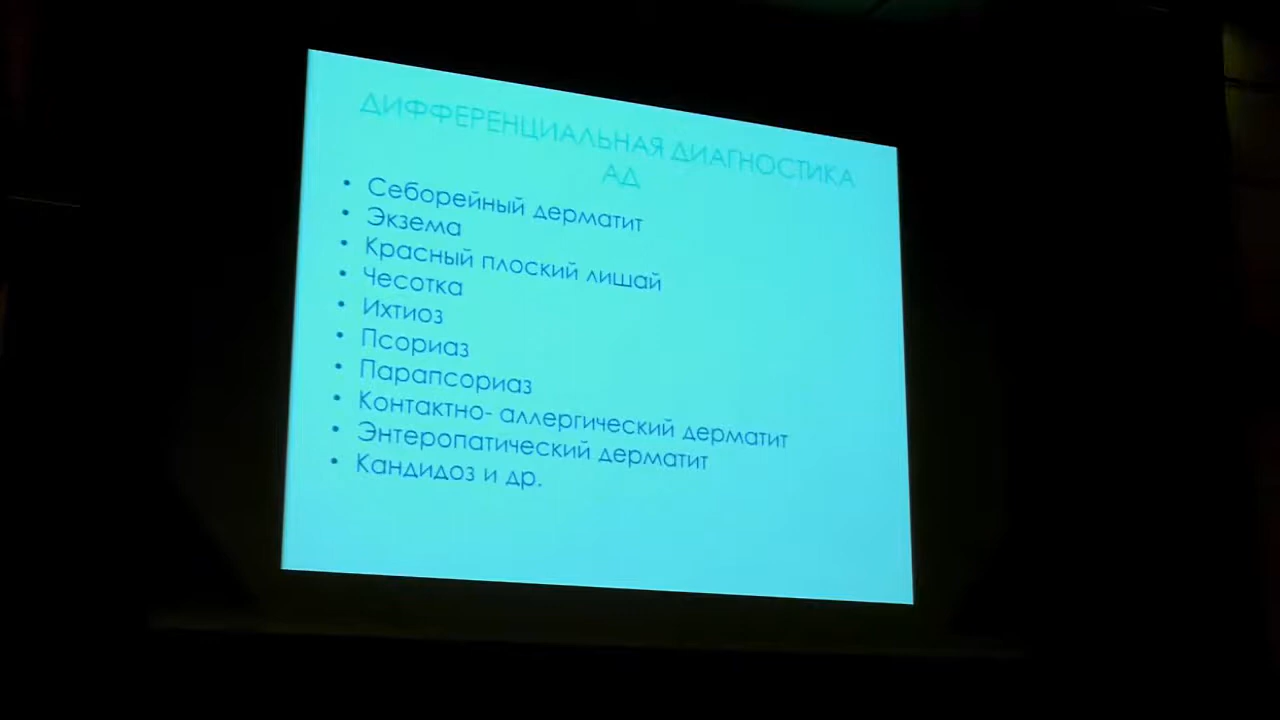 ДИФФЕРЕНЦИАЛЬНАЯ ДИАГНОСТИКА
АД
• Себорейный дерматит
• Экзема
• Красный плоский лишай
• Чесотка
• Ихтиоз
• Псориаз
• Парапсориаз
• Контактно- аллергический дерматит
• Энтеропатический дерматит
• Кандидоз и др.